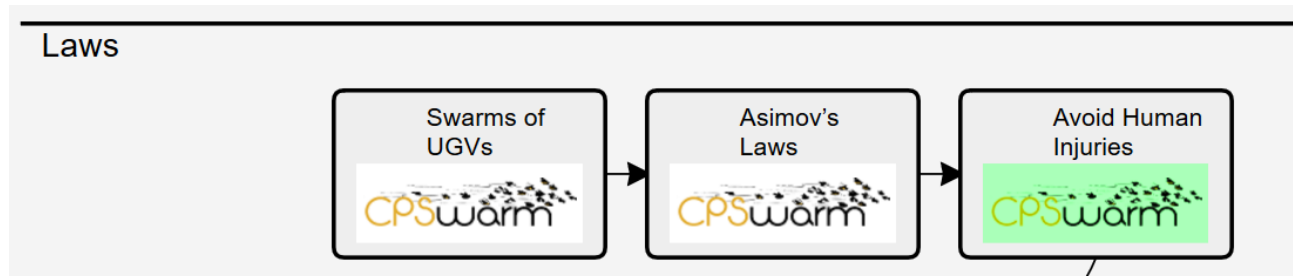 Laws
Swarms of
UGVs
CPSwarm
Asimov's
Laws
CPSwarm
Avoid Human
Injuries
CPSwarm